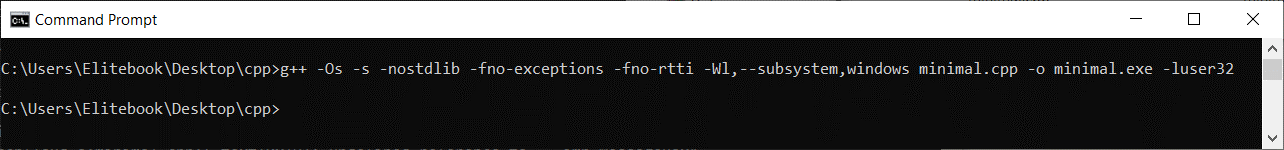 Command Prompt
C:\Users\Elitebook\Desktop\cpp>g++ -Os -s -nostdlib -fno-exceptions -fno-rtti -Wl,--subsystem,windows minimal.cpp -o minimal.exe -luser32
C:\Users\Elitebook\Desktop\cpp>